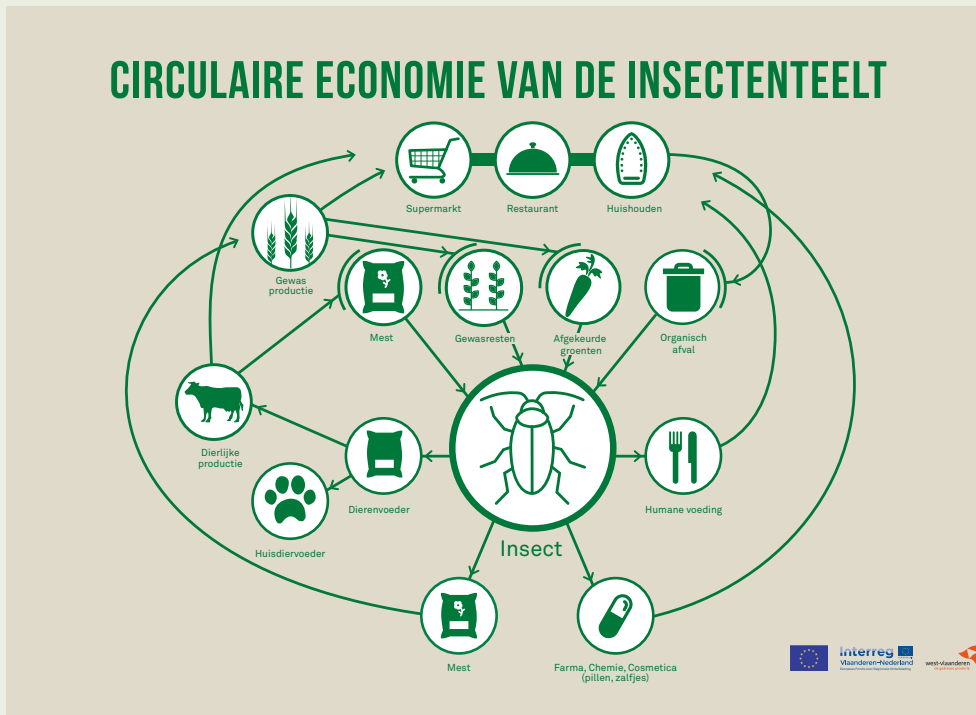 CIRCULAIRE ECONOMIE VAN DE INSECTENTEELT
Supermarkt
Restaurant
Huishouden
Gewas
productie
Mest
Gewasresten
Afgekeurde
groenten
Organisch
afval
Dierlijke
productie
Dierenvoeder
Huisdiervoeder
Insect
Humane voeding
Mest
Farma, Chemie, Cosmetica
(pillen, zalfjes)
Interreg
Vlaanderen-Nederland
west-vlaanderen